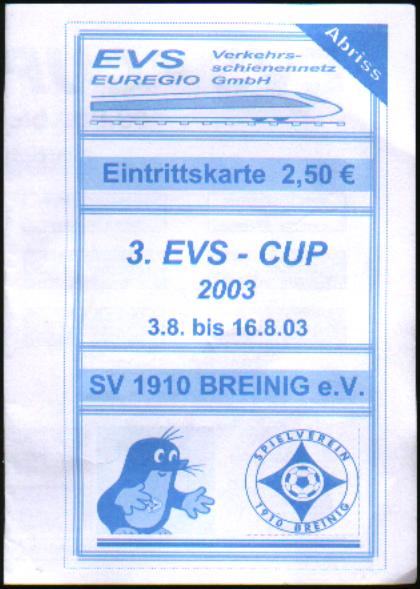 Abriss
EVS Verkehrs-
schienennetz
EUREGIO GmbH
Eintrittskarte 2,50 €
3. EVS - CUP
2003
3.8. bis 16.8.03
SV 1910 BREINIG e.V.
SPIELVEREIN
1910 BREINIG